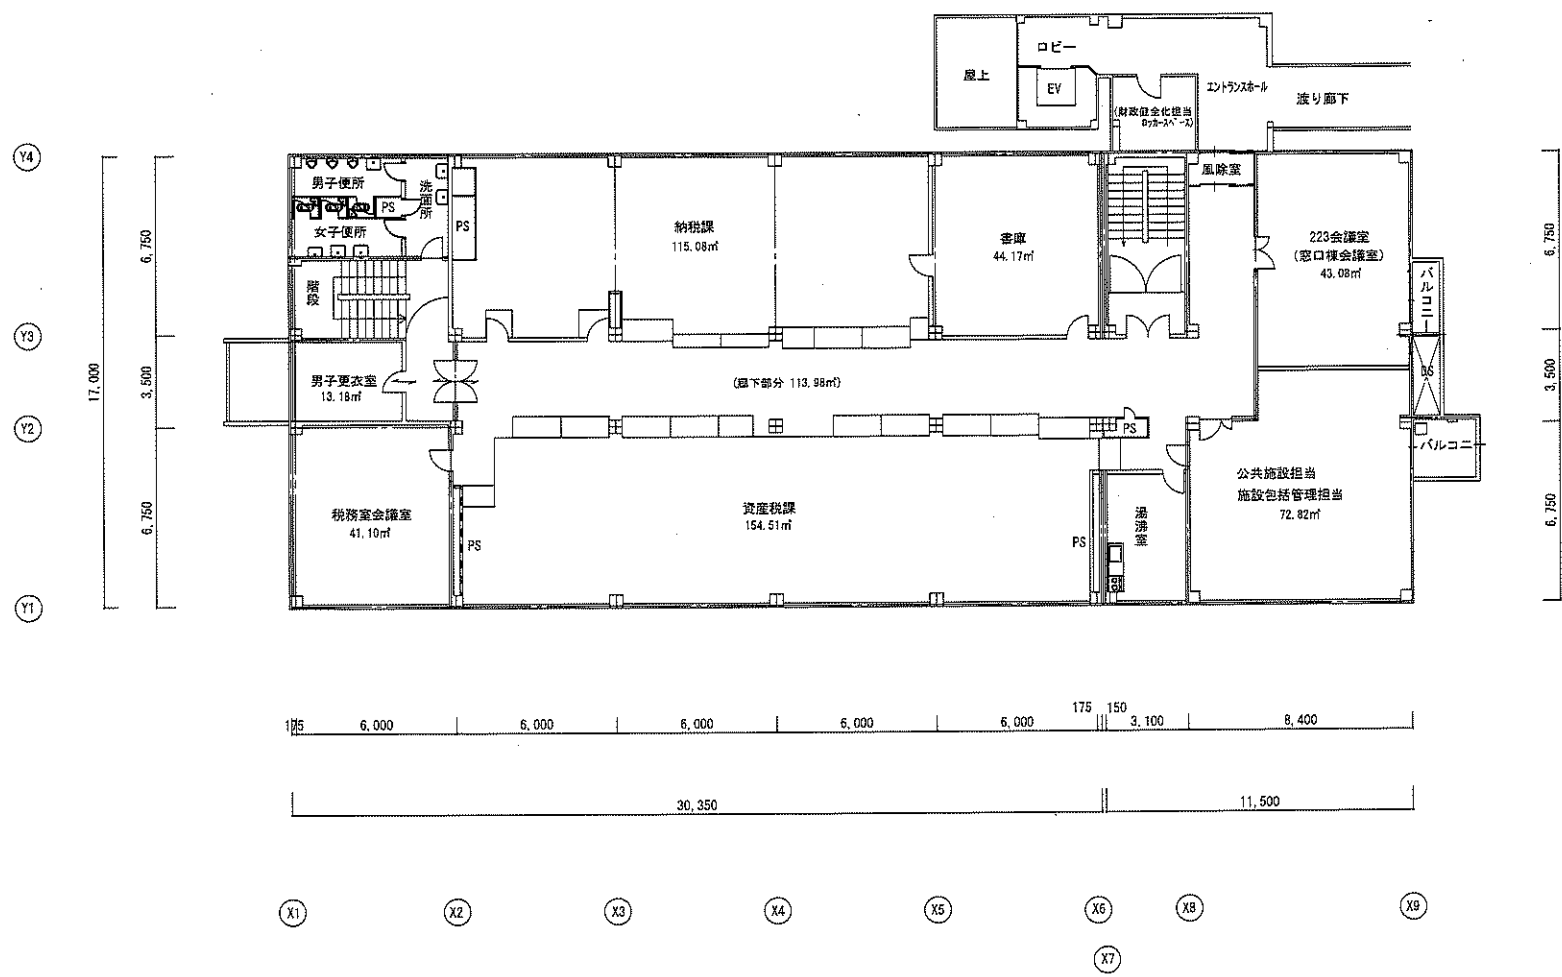 ロビー
屋上
EV
エントランスホール
渡り廊下
(財政健全化担当
ロッカースペース)
Y4
男子便所
洗面所
PS
女子便所
PS
納税課
115.08㎡
書庫
44.17㎡
風除室
223会議室
(窓口棟会議室)
43.08㎡
バルコニー
階段
6,750
6,750
Y3
17,000
3,500
男子更衣室
13.18㎡
(廊下部分 113.98㎡)
DS
3,500
Y2
PS
バルコニー
税務室会議室
41.10㎡
PS
資産税課
154.51㎡
PS
湯沸室
公共施設担当
施設包括管理担当
72.82㎡
6,750
6,750
Y1
175
6,000
6,000
6,000
6,000
6,000
175
150
3,100
8,400
30,350
11,500
X1
X2
X3
X4
X5
X6
X8
X9
X7